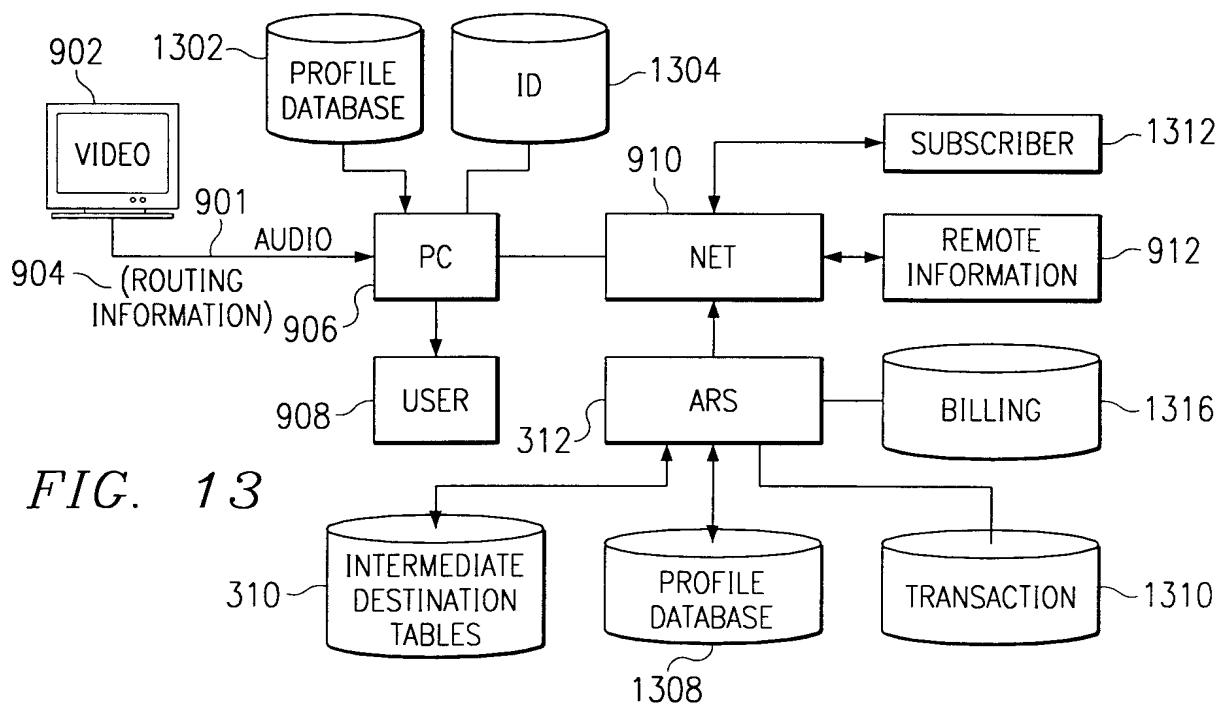 1302
902
PROFILE
DATABASE
ID
1304
VIDEO
910
SUBSCRIBER
1312
901
AUDIO
PC
NET
REMOTE
INFORMATION
912
904
(ROUTING
INFORMATION)
906
908
USER
ARS
312
BILLING
1316
FIG. 13
310
INTERMEDIATE
DESTINATION
TABLES
PROFILE
DATABASE
1308
TRANSACTION
1310